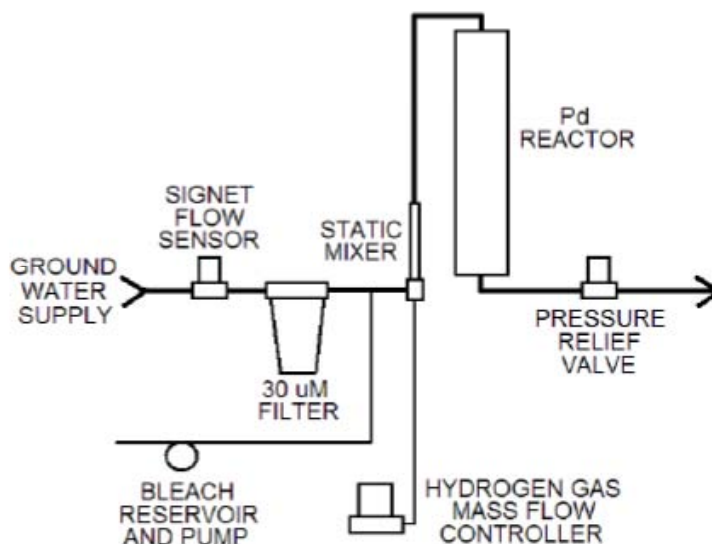 Pd
REACTOR
SIGNET
FLOW
SENSOR
STATIC
MIXER
GROUND
WATER
SUPPLY
PRESSURE
RELIEF
VALVE
30 uM
FILTER
BLEACH
RESERVOIR
AND PUMP
HYDROGEN GAS
MASS FLOW
CONTROLLER